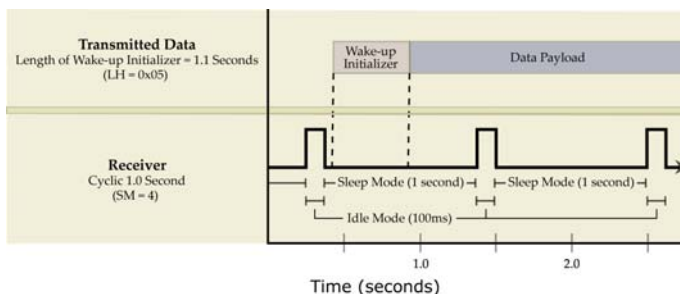 Transmitted Data
Length of Wake-up Initializer = 1.1 Seconds
(LH = 0x05)
Wake-up
Initializer
Data Payload
Receiver
Cyclic 1.0 Second
(SM = 4)
Sleep Mode (1 second)
Sleep Mode (1 second)
Idle Mode (100ms)
1.0
2.0
Time (seconds)